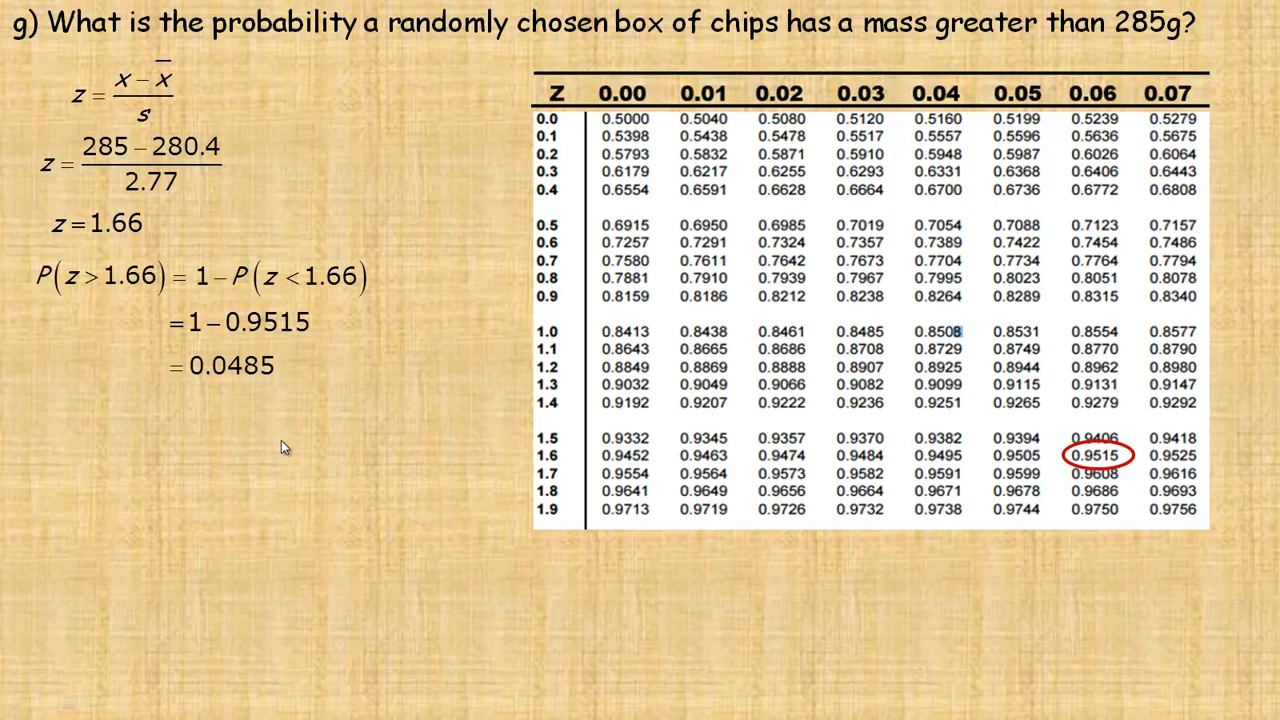 g) What is the probability a randomly chosen box of chips has a mass greater than 285g?
z = (x − x̅) / s
z = (285 − 280.4) / 2.77
z = 1.66
P(z > 1.66) = 1 − P(z < 1.66)
= 1 − 0.9515
= 0.0485
Z 0.00 0.01 0.02 0.03 0.04 0.05 0.06 0.07
0.0 0.5000 0.5040 0.5080 0.5120 0.5160 0.5199 0.5239 0.5279
0.1 0.5398 0.5438 0.5478 0.5517 0.5557 0.5596 0.5636 0.5675
0.2 0.5793 0.5832 0.5871 0.5910 0.5948 0.5987 0.6026 0.6064
0.3 0.6179 0.6217 0.6255 0.6293 0.6331 0.6368 0.6406 0.6443
0.4 0.6554 0.6591 0.6628 0.6664 0.6700 0.6736 0.6772 0.6808
0.5 0.6915 0.6950 0.6985 0.7019 0.7054 0.7088 0.7123 0.7157
0.6 0.7257 0.7291 0.7324 0.7357 0.7389 0.7422 0.7454 0.7486
0.7 0.7580 0.7611 0.7642 0.7673 0.7704 0.7734 0.7764 0.7794
0.8 0.7881 0.7910 0.7939 0.7967 0.7995 0.8023 0.8051 0.8078
0.9 0.8159 0.8186 0.8212 0.8238 0.8264 0.8289 0.8315 0.8340
1.0 0.8413 0.8438 0.8461 0.8485 0.8508 0.8531 0.8554 0.8577
1.1 0.8643 0.8665 0.8686 0.8708 0.8729 0.8749 0.8770 0.8790
1.2 0.8849 0.8869 0.8888 0.8907 0.8925 0.8944 0.8962 0.8980
1.3 0.9032 0.9049 0.9066 0.9082 0.9099 0.9115 0.9131 0.9147
1.4 0.9192 0.9207 0.9222 0.9236 0.9251 0.9265 0.9279 0.9292
1.5 0.9332 0.9345 0.9357 0.9370 0.9382 0.9394 0.9406 0.9418
1.6 0.9452 0.9463 0.9474 0.9484 0.9495 0.9505 0.9515 0.9525
1.7 0.9554 0.9564 0.9573 0.9582 0.9591 0.9599 0.9608 0.9616
1.8 0.9641 0.9649 0.9656 0.9664 0.9671 0.9678 0.9686 0.9693
1.9 0.9713 0.9719 0.9726 0.9732 0.9738 0.9744 0.9750 0.9756